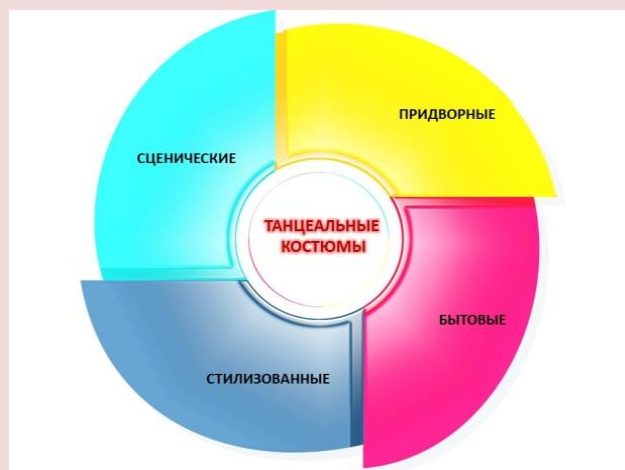 ПРИДВОРНЫЕ
СЦЕНИЧЕСКИЕ
ТАНЦЕАЛЬНЫЕ
КОСТЮМЫ
БЫТОВЫЕ
СТИЛИЗОВАННЫЕ